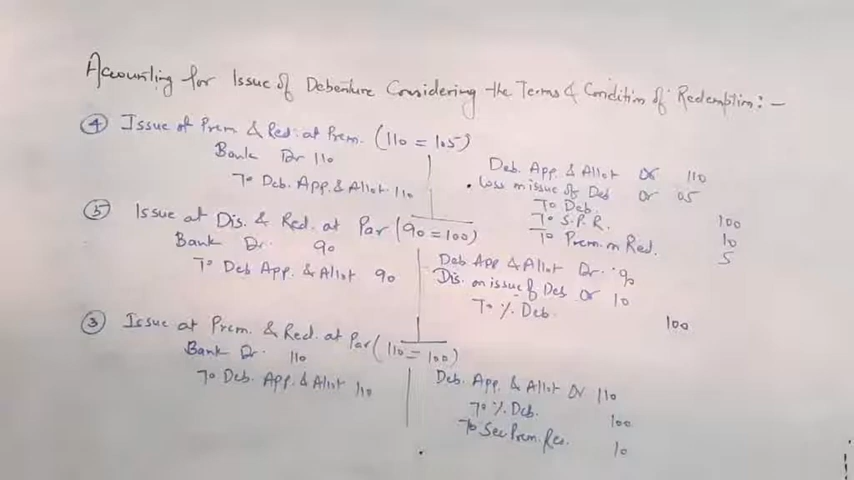 Accounting for Issue of Debenture Considering the Terms & Condition of Redemption :-
④ Issue at Prem & Red. at Prem. (110 = 105)
Bank Dr 110
To Deb. App. & Allot. 110
Deb. App. & Allot Dr 110
Loss on issue of Deb Dr 05
To Deb. 100
To S.P.R. 10
To Prem. on Red. 5
⑤ Issue at Dis. & Red. at Par (90 = 100)
Bank Dr. 90
To Deb App. & Allot 90
Deb App & Allot Dr. 90
Dis. on issue of Deb Dr 10
To % Deb. 100
③ Issue at Prem. & Red. at Par (110 = 100)
Bank Dr. 110
To Deb. App. & Allot 110
Deb. App. & Allot Dr 110
To % Deb. 100
To Sec Prem. Res. 10